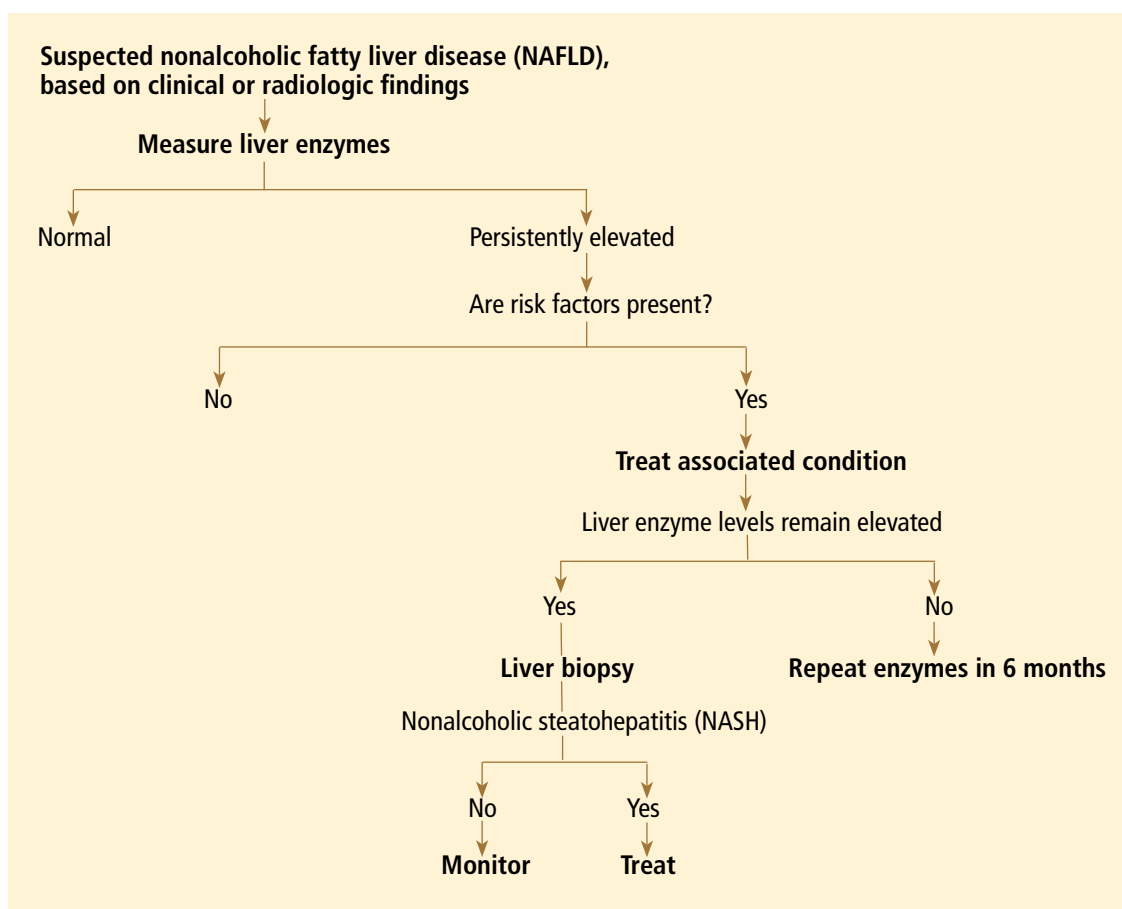 Suspected nonalcoholic fatty liver disease (NAFLD),
based on clinical or radiologic findings
Measure liver enzymes
Normal
Persistently elevated
Are risk factors present?
No
Yes
Treat associated condition
Liver enzyme levels remain elevated
Yes
No
Liver biopsy
Repeat enzymes in 6 months
Nonalcoholic steatohepatitis (NASH)
No
Yes
Monitor
Treat